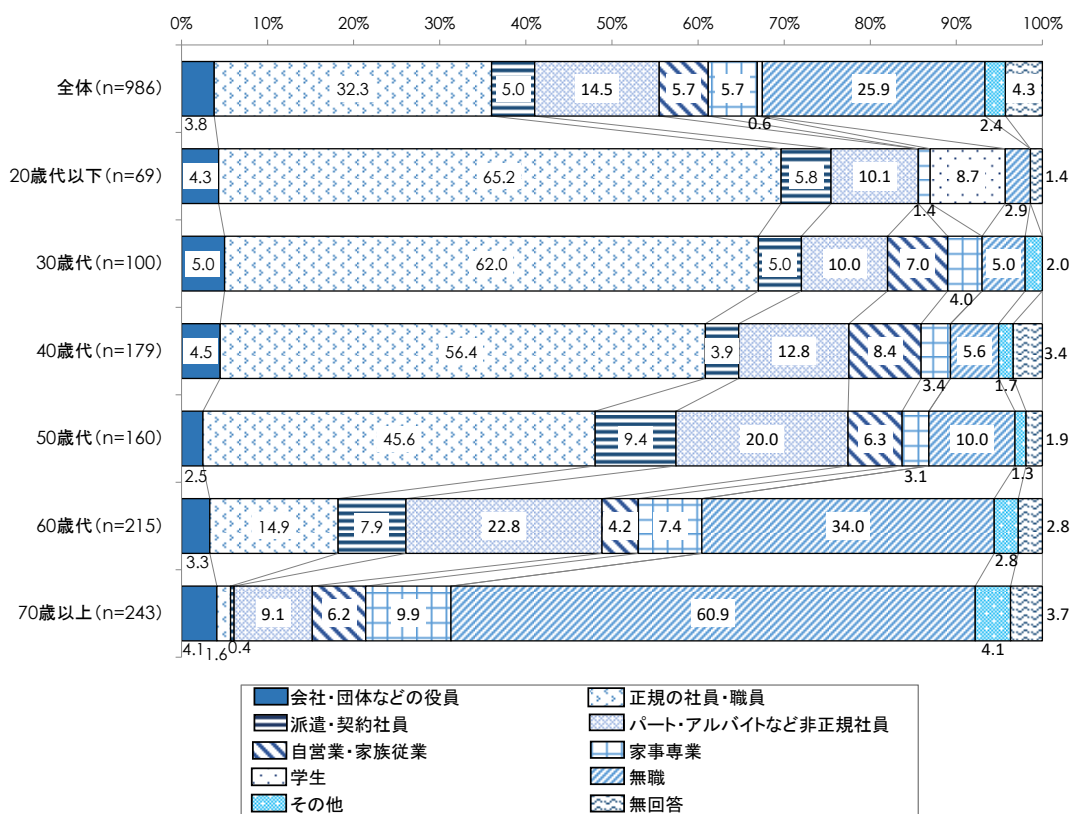 0% 10% 20% 30% 40% 50% 60% 70% 80% 90% 100%
全体(n=986) 32.3 5.0 14.5 5.7 5.7 25.9 4.3
3.8 0.6 2.4
20歳代以下(n=69) 4.3 65.2 5.8 10.1 8.7 1.4
1.4 2.9
30歳代(n=100) 5.0 62.0 5.0 10.0 7.0 5.0 2.0
4.0
40歳代(n=179) 4.5 56.4 3.9 12.8 8.4 5.6 3.4
3.4 1.7
50歳代(n=160) 45.6 9.4 20.0 6.3 10.0 1.9
2.5 3.1 1.3
60歳代(n=215) 14.9 7.9 22.8 4.2 7.4 34.0 2.8
3.3 2.8
70歳以上(n=243) 9.1 6.2 9.9 60.9 3.7
4.1 1.6 0.4 4.1
会社・団体などの役員 正規の社員・職員
派遣・契約社員 パート・アルバイトなど非正規社員
自営業・家族従業 家事専業
学生 無職
その他 無回答